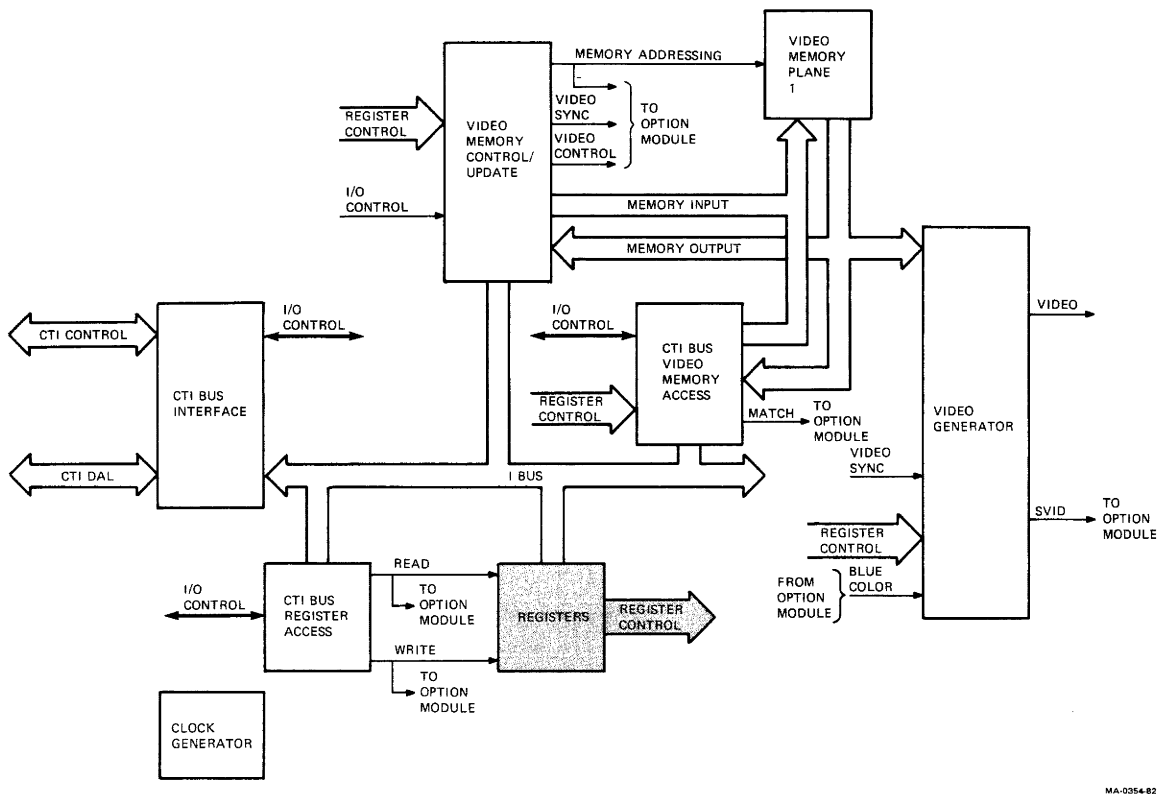 MEMORY ADDRESSING
VIDEO
MEMORY
PLANE
1
VIDEO
SYNC
VIDEO
CONTROL
TO
OPTION
MODULE
REGISTER
CONTROL
VIDEO
MEMORY
CONTROL/
UPDATE
I/O
CONTROL
MEMORY INPUT
MEMORY OUTPUT
CTI CONTROL
I/O
CONTROL
CTI BUS
INTERFACE
CTI DAL
I/O
CONTROL
CTI BUS
VIDEO
MEMORY
ACCESS
REGISTER
CONTROL
MATCH
TO
OPTION
MODULE
VIDEO
VIDEO
GENERATOR
VIDEO
SYNC
I BUS
SVID
TO
OPTION
MODULE
REGISTER
CONTROL
FROM
OPTION
MODULE
BLUE
COLOR
I/O
CONTROL
CTI BUS
REGISTER
ACCESS
READ
TO
OPTION
MODULE
REGISTERS
REGISTER
CONTROL
WRITE
TO
OPTION
MODULE
CLOCK
GENERATOR
MA-0354-82